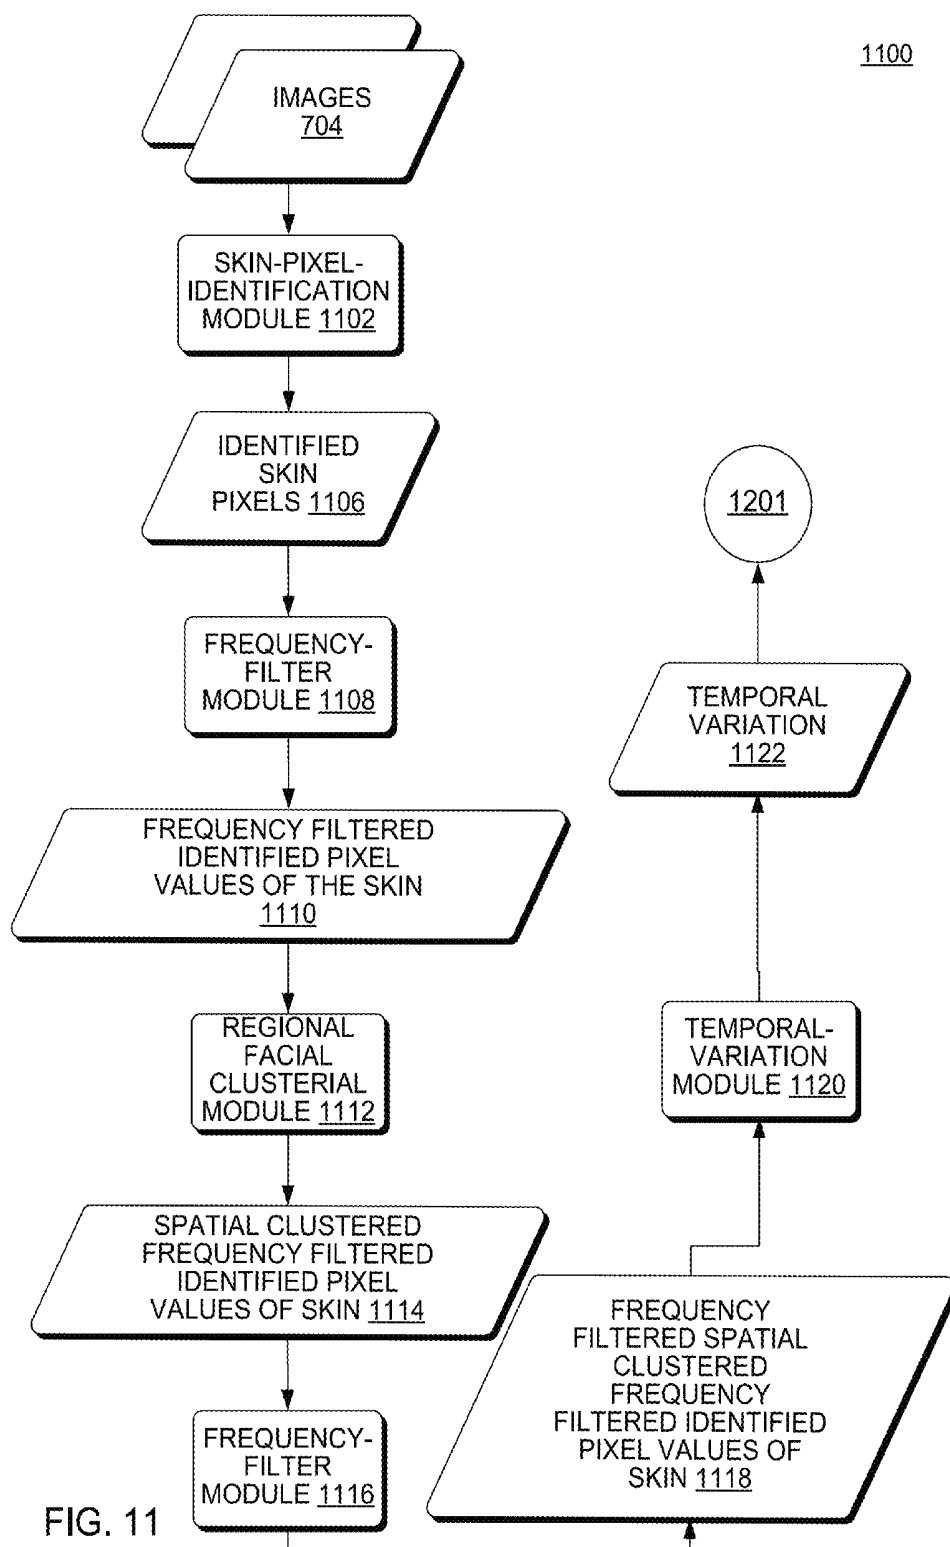 1100
IMAGES
704
SKIN-PIXEL-
IDENTIFICATION
MODULE 1102
IDENTIFIED
SKIN
PIXELS 1106
FREQUENCY-
FILTER
MODULE 1108
FREQUENCY FILTERED
IDENTIFIED PIXEL
VALUES OF THE SKIN
1110
REGIONAL
FACIAL
CLUSTERIAL
MODULE 1112
SPATIAL CLUSTERED
FREQUENCY FILTERED
IDENTIFIED PIXEL
VALUES OF SKIN 1114
FREQUENCY-
FILTER
MODULE 1116
FREQUENCY
FILTERED SPATIAL
CLUSTERED
FREQUENCY
FILTERED IDENTIFIED
PIXEL VALUES OF
SKIN 1118
TEMPORAL-
VARIATION
MODULE 1120
TEMPORAL
VARIATION
1122
1201
FIG. 11